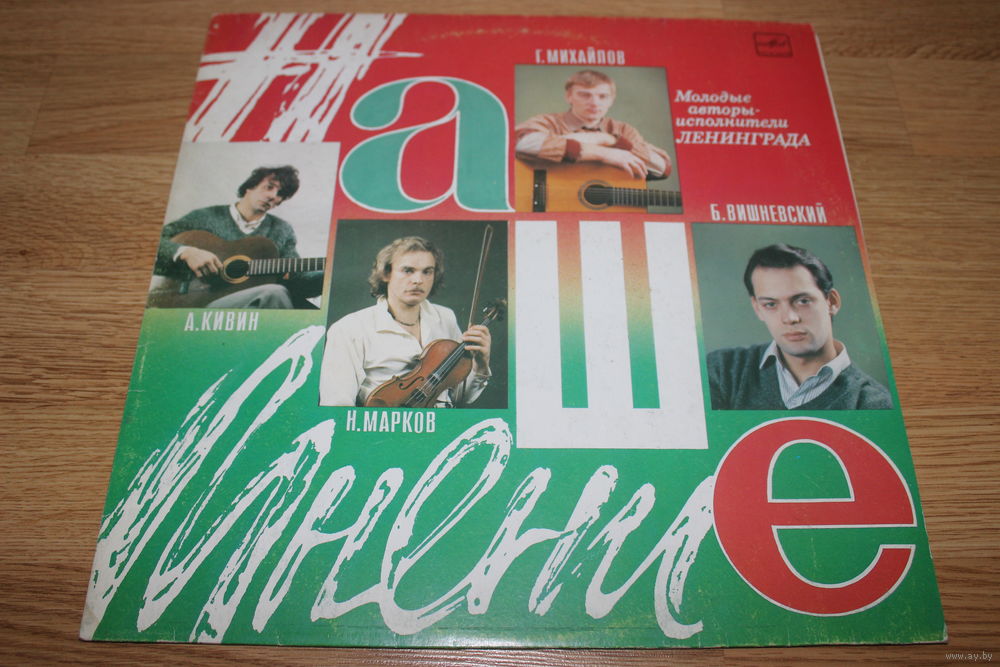 Наше
Мнение
Г. МИХАЙЛОВ
Молодые
авторы-
исполнители
ЛЕНИНГРАДА
Б. ВИШНЕВСКИЙ
А. КИВИН
Н. МАРКОВ
www.ay.by